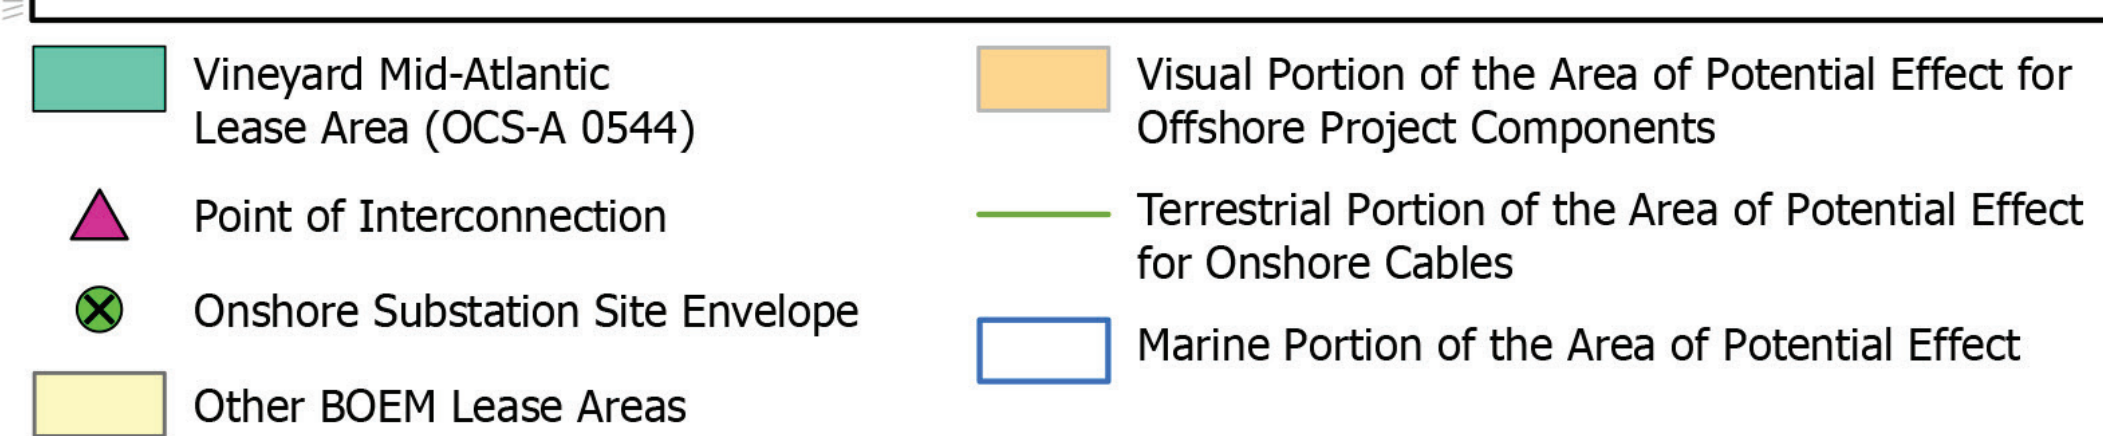 Vineyard Mid-Atlantic
Lease Area (OCS-A 0544)
Point of Interconnection
Onshore Substation Site Envelope
Other BOEM Lease Areas
Visual Portion of the Area of Potential Effect for
Offshore Project Components
Terrestrial Portion of the Area of Potential Effect
for Onshore Cables
Marine Portion of the Area of Potential Effect